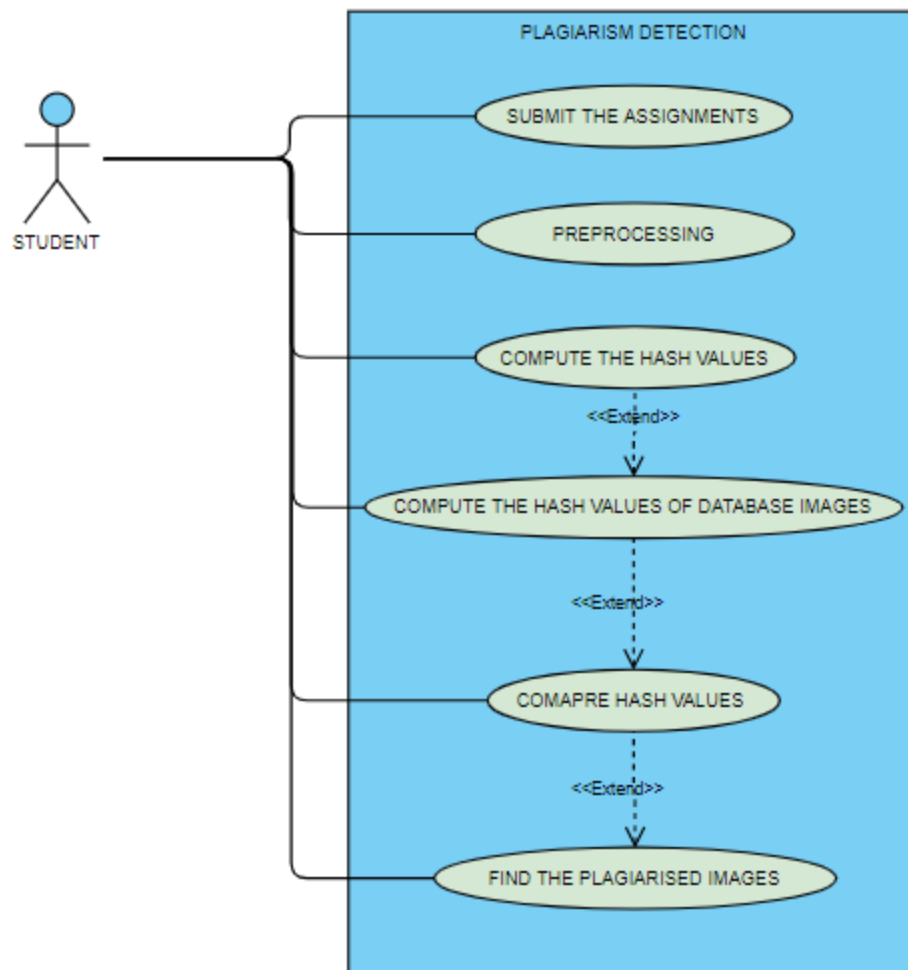 PLAGIARISM DETECTION
SUBMIT THE ASSIGNMENTS
STUDENT
PREPROCESSING
COMPUTE THE HASH VALUES
<<Extend>>
COMPUTE THE HASH VALUES OF DATABASE IMAGES
<<Extend>>
COMAPRE HASH VALUES
<<Extend>>
FIND THE PLAGIARISED IMAGES